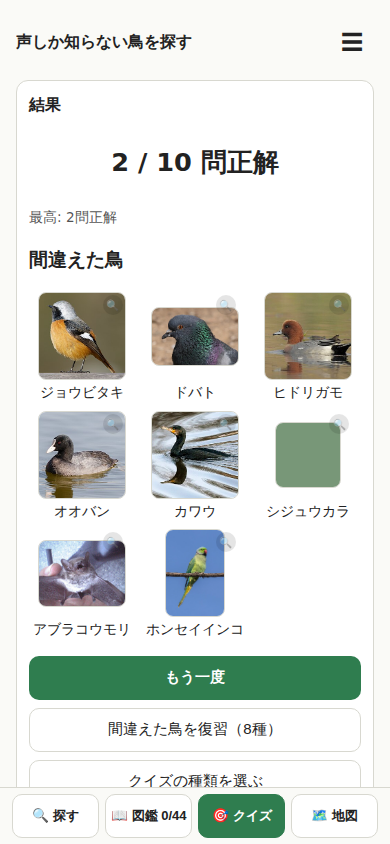 声しか知らない鳥を探す
結果
2 / 10 問正解
最高: 2問正解
間違えた鳥
ジョウビタキ
ドバト
ヒドリガモ
オオバン
カワウ
シジュウカラ
アブラコウモリ
ホンセイインコ
もう一度
間違えた鳥を復習（8種）
クイズの種類を選ぶ
探す
図鑑 0/44
クイズ
地図